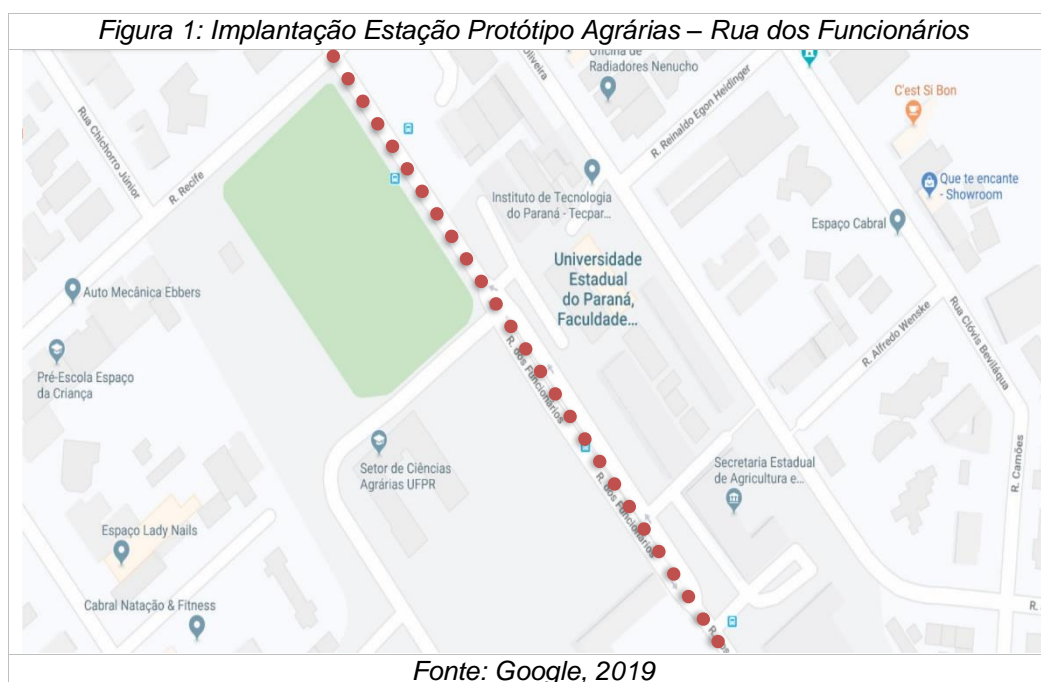 Figura 1: Implantação Estação Protótipo Agrárias – Rua dos Funcionários
Oficina de
Radiadores Nenucho
Oliveira
R. Reinaldo Egon Heidinger
C'est Si Bon
Rua Chichorro Júnior
R. Recife
Instituto de Tecnologia
do Paraná - Tecpar...
Que te encante
- Showroom
Espaço Cabral
Universidade
Estadual
do Paraná,
Faculdade...
Auto Mecânica Ebbers
R. Alfredo Wenske
Rua Clóvis Beviláqua
Pré-Escola Espaço
da Criança
R. dos Funcionários
R. Camões
Setor de Ciências
Agrárias UFPR
Secretaria Estadual
de Agricultura e...
R. dos Funcionários
Espaço Lady Nails
Cabral Natação & Fitness
R.
Fonte: Google, 2019